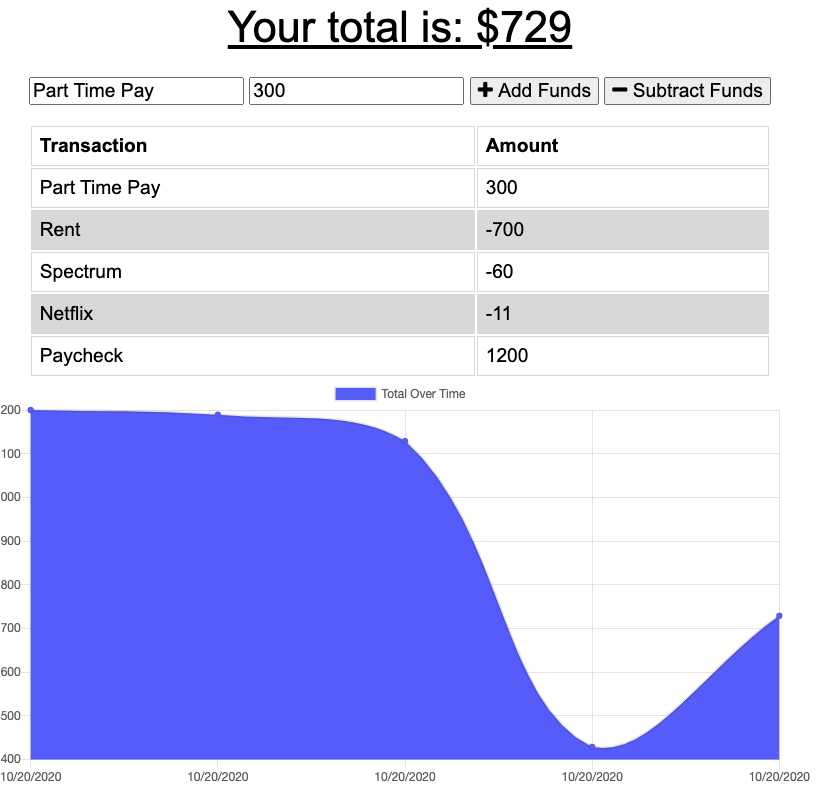 Your total is: $729
Part Time Pay 300 Add Funds Subtract Funds
Transaction Amount
Part Time Pay 300
Rent -700
Spectrum -60
Netflix -11
Paycheck 1200
Total Over Time
200
100
000
900
800
700
600
500
400
10/20/2020 10/20/2020 10/20/2020 10/20/2020 10/20/2020